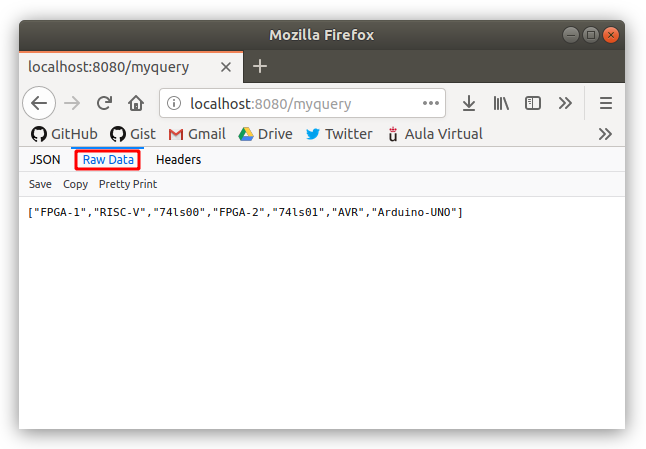 Mozilla Firefox
localhost:8080/myquery
localhost:8080/myquery
GitHub Gist Gmail Drive Twitter Aula Virtual
JSON Raw Data Headers
Save Copy Pretty Print
["FPGA-1","RISC-V","74ls00","FPGA-2","74ls01","AVR","Arduino-UNO"]